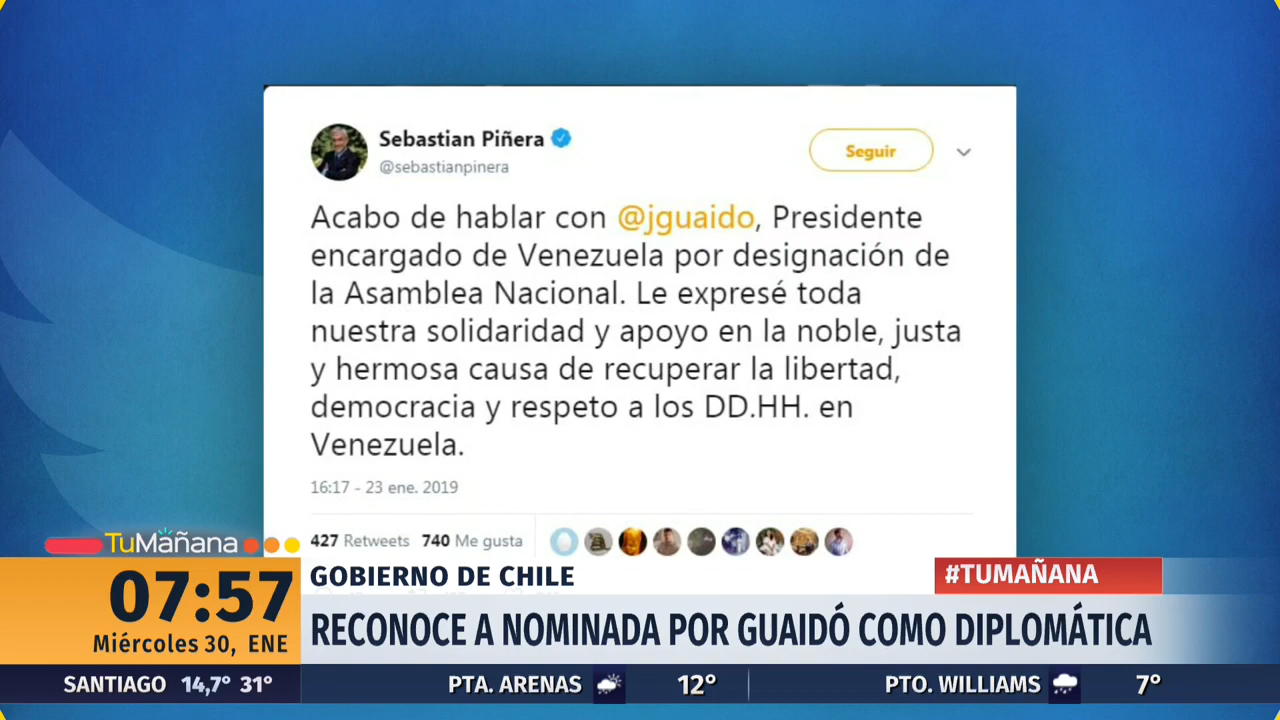 Sebastian Piñera
@sebastianpinera
Seguir
Acabo de hablar con @jguaido, Presidente
encargado de Venezuela por designación de
la Asamblea Nacional. Le expresé toda
nuestra solidaridad y apoyo en la noble, justa
y hermosa causa de recuperar la libertad,
democracia y respeto a los DD.HH. en
Venezuela.
16:17 - 23 ene. 2019
427 Retweets 740 Me gusta
TuMañana
07:57
Miércoles 30, ENE
GOBIERNO DE CHILE
#TUMAÑANA
RECONOCE A NOMINADA POR GUAIDÓ COMO DIPLOMÁTICA
SANTIAGO 14,7° 31° PTA. ARENAS 12° PTO. WILLIAMS 7°